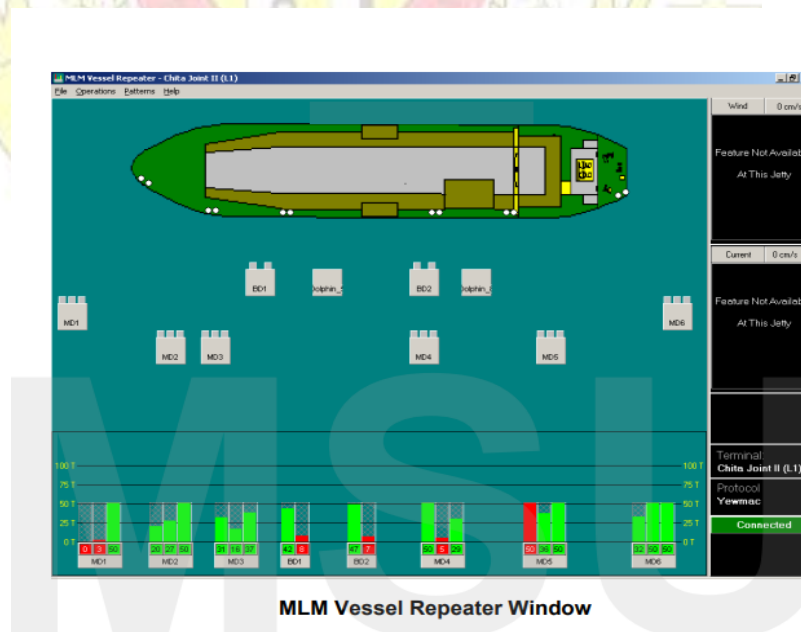 MLM Vessel Repeater - Chita Joint II (L1)
File Operations Patterns Help
Wind 0 cm/s
Feature Not Availab
At This Jetty
Current 0 cm/s
Feature Not Availab
At This Jetty
BD1 Dolphin_ BD2 Dolphin_
MD1 MD6
MD2 MD3 MD4 MD5
Terminal
Chita Joint II (L1)
Protocol
Yewmac
Connected
100 T 100 T
75 T 75 T
50 T 50 T
25 T 25 T
0 T 0 T
0 3 50 20 27 50 31 16 37 42 8 47 7 50 5 29 50 36 50 32 50 50
MD1 MD2 MD3 BD1 BD2 MD4 MD5 MD6
MSU
MLM Vessel Repeater Window